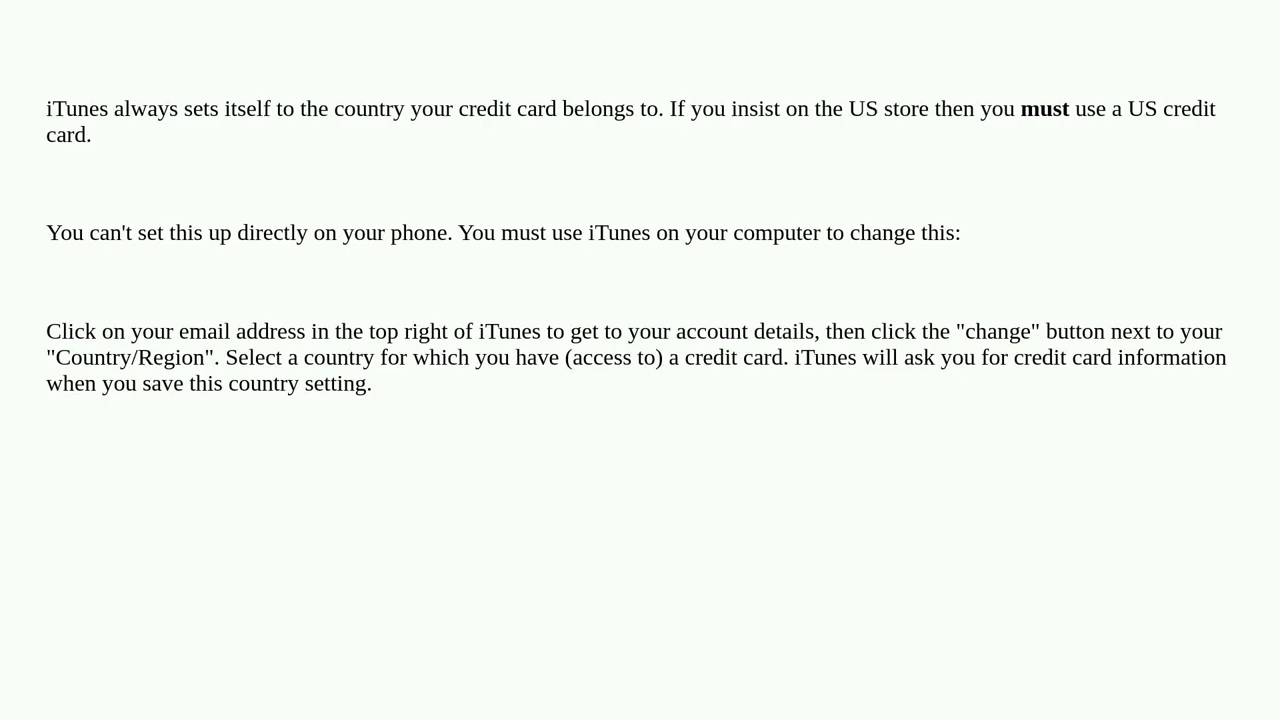 iTunes always sets itself to the country your credit card belongs to. If you insist on the US store then you must use a US credit
card.
You can't set this up directly on your phone. You must use iTunes on your computer to change this:
Click on your email address in the top right of iTunes to get to your account details, then click the "change" button next to your
"Country/Region". Select a country for which you have (access to) a credit card. iTunes will ask you for credit card information
when you save this country setting.